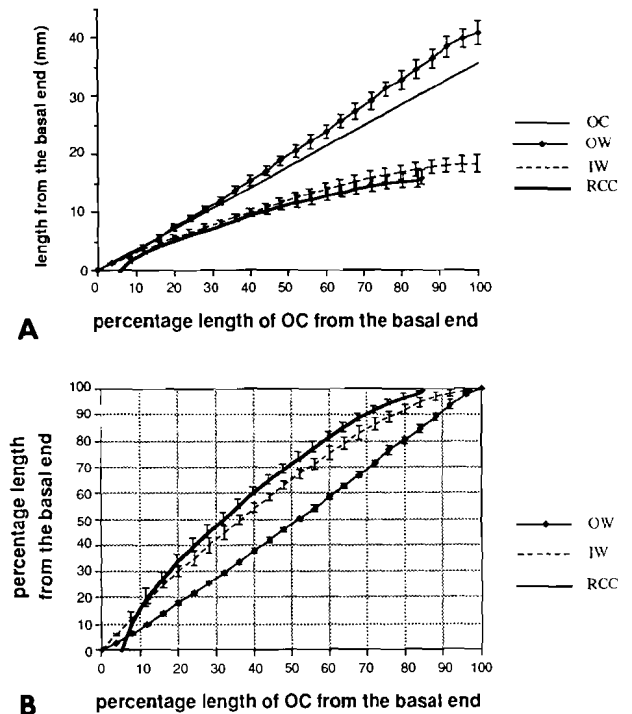 40
30
20
10
0
length from the basal end (mm)
0 10 20 30 40 50 60 70 80 90 100
percentage length of OC from the basal end
OC
OW
IW
RCC
A
100
90
80
70
60
50
40
30
20
10
0
percentage length
from the basal end
0 10 20 30 40 50 60 70 80 90 100
percentage length of OC from the basal end
OW
IW
RCC
B